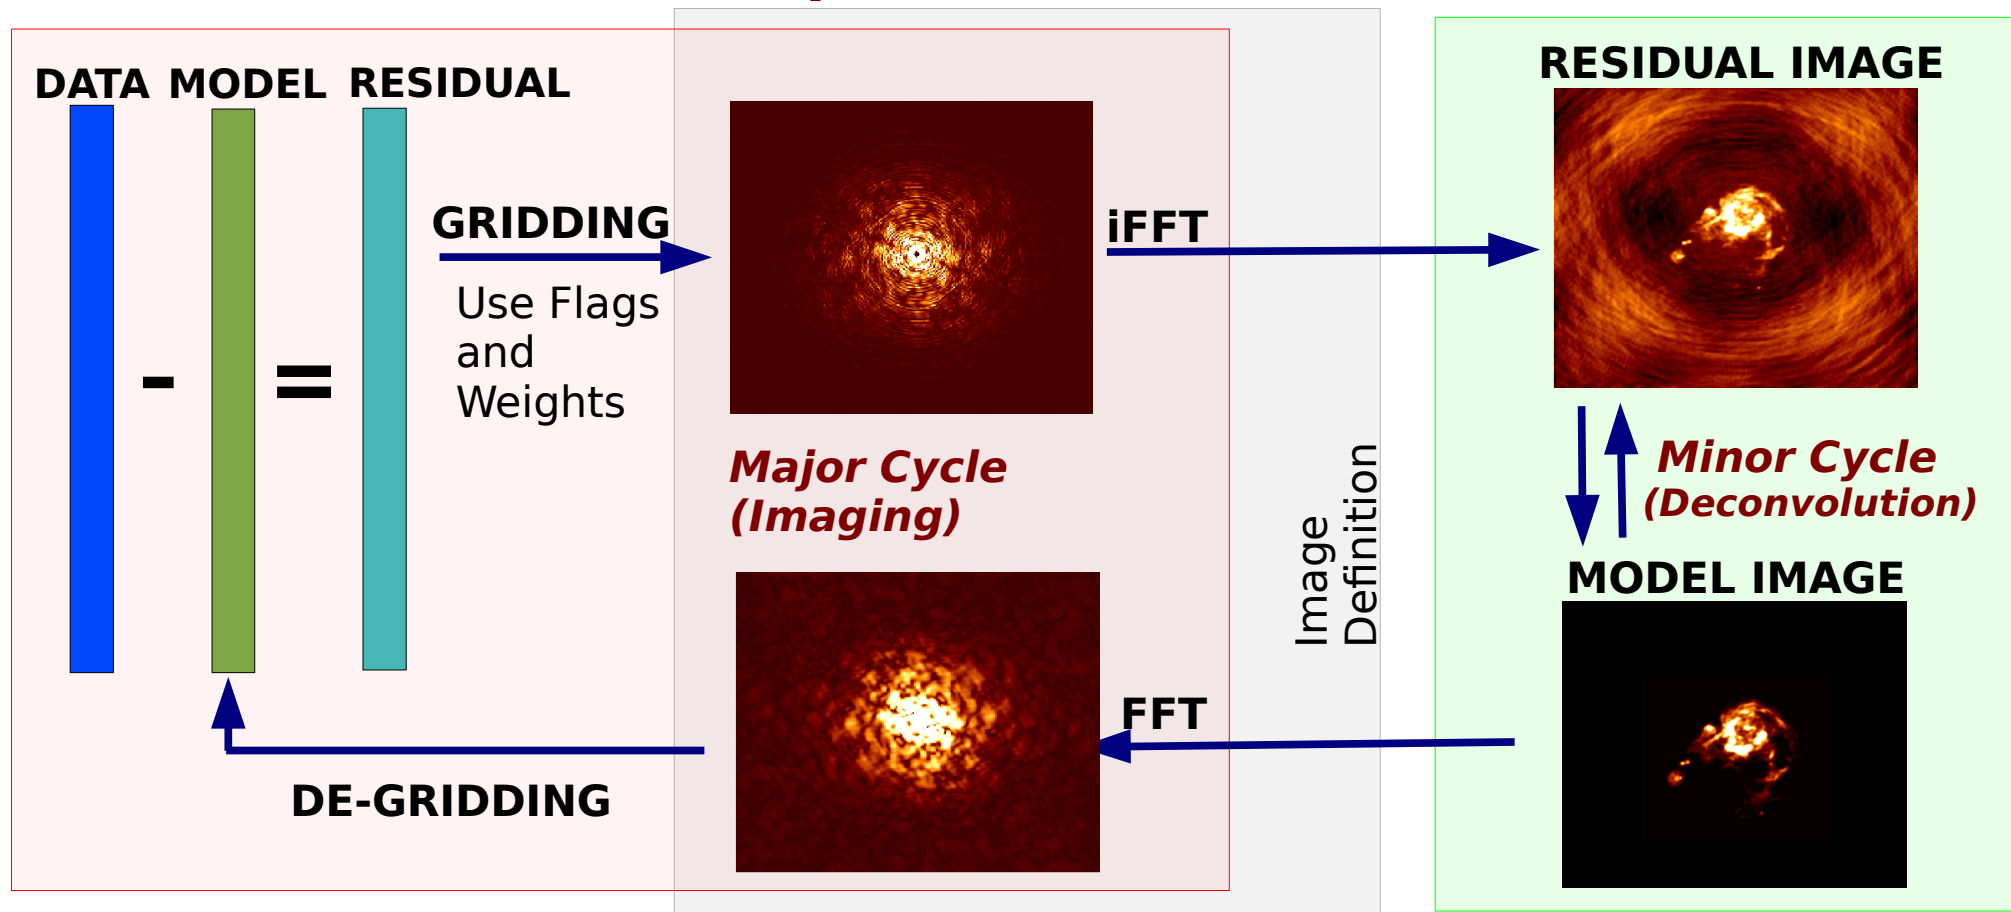 DATA MODEL RESIDUAL
GRIDDING
Use Flags
and
Weights
iFFT
RESIDUAL IMAGE
Major Cycle
(Imaging)
Image
Definition
Minor Cycle
(Deconvolution)
MODEL IMAGE
FFT
DE-GRIDDING